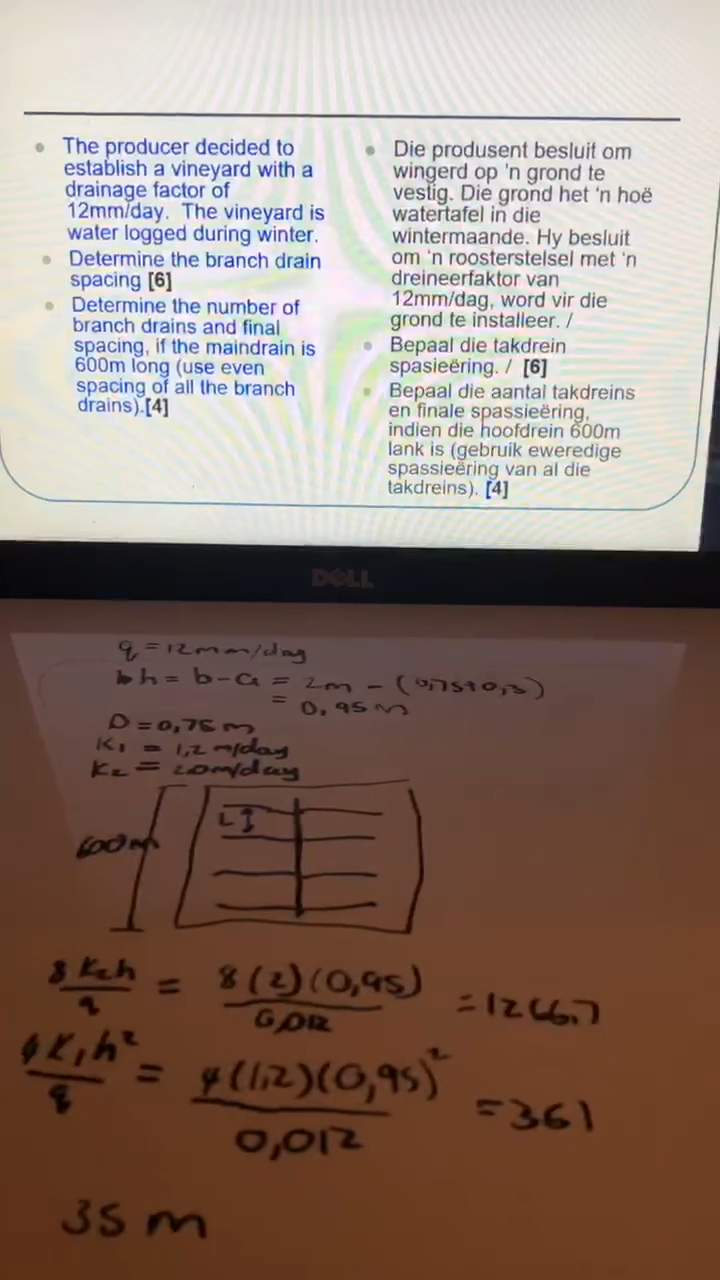 The producer decided to
establish a vineyard with a
drainage factor of
12mm/day. The vineyard is
water logged during winter.
Determine the branch drain
spacing [6]
Determine the number of
branch drains and final
spacing, if the maindrain is
600m long (use even
spacing of all the branch
drains).[4]
Die produsent besluit om
wingerd op 'n grond te
vestig. Die grond het 'n hoë
watertafel in die
wintermaande. Hy besluit
om 'n roosterstelsel met 'n
dreineerfaktor van
12mm/dag, word vir die
grond te installeer. /
Bepaal die takdrein
spasieëring. / [6]
Bepaal die aantal takdreins
en finale spassieëring,
indien die hoofdrein 600m
lank is (gebruik eweredige
spassieëring van al die
takdreins). [4]
DELL
q = 12mm/dag
h = b-a = 2m - (0,75+0,3)
= 0,95m
D = 0,75 m
K1 = 1,2 m/day
K2 = 2.0m/day
L
600m
8 K2h / q = 8(2)(0,95) / 0,012 = 1266,7
4K1h² / q = 4(1,2)(0,95)² / 0,012 = 361
35 m